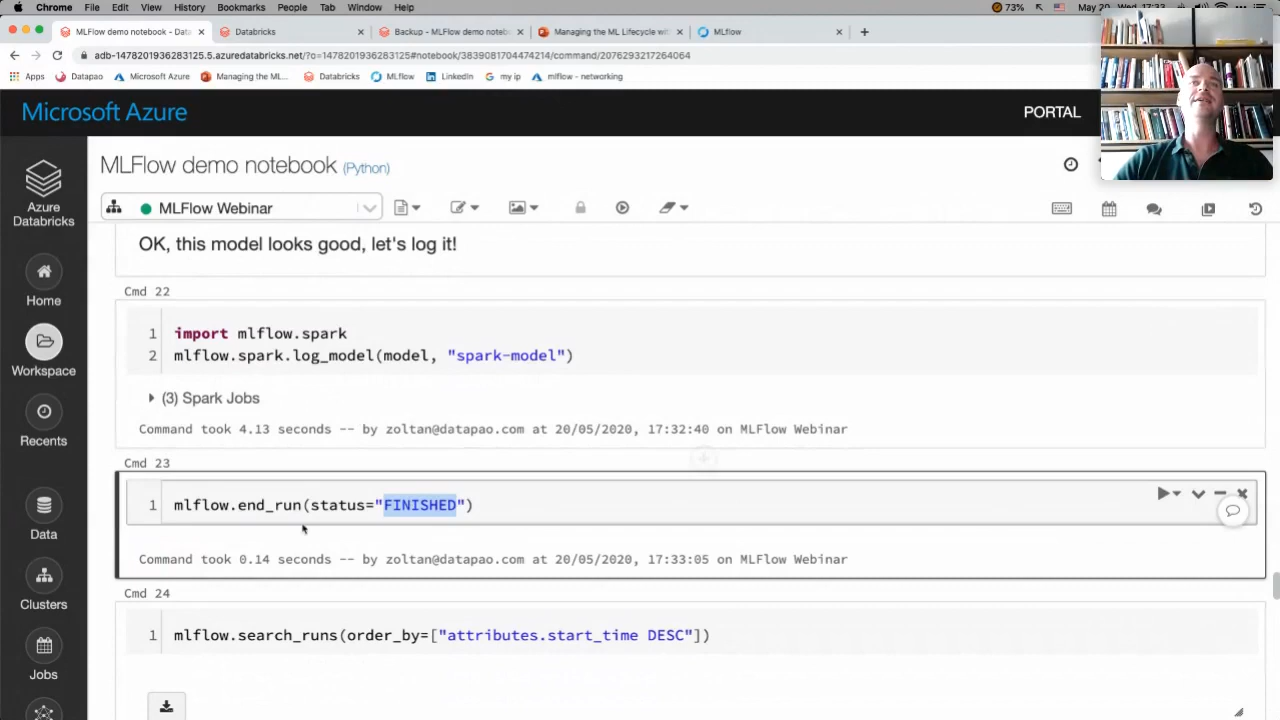 Chrome File Edit View History Bookmarks People Tab Window Help 73% May 20 Wed 17:33
MLFlow demo notebook - Data
Databricks
Backup - MLFlow demo noteb
Managing the ML Lifecycle wit
MLflow
adb-1478201936283125.5.azuredatabricks.net/?o=1478201936283125#notebook/3839081704474214/command/2076293217264064
Apps Datapao Microsoft Azure Managing the ML... Databricks MLflow LinkedIn my ip mlflow - networking
Microsoft Azure
PORTAL
MLFlow demo notebook (Python)
MLFlow Webinar
Azure Databricks
Home
Workspace
Recents
Data
Clusters
Jobs
OK, this model looks good, let's log it!
Cmd 22
1 import mlflow.spark
2 mlflow.spark.log_model(model, "spark-model")
(3) Spark Jobs
Command took 4.13 seconds -- by zoltan@datapao.com at 20/05/2020, 17:32:40 on MLFlow Webinar
Cmd 23
1 mlflow.end_run(status="FINISHED")
Command took 0.14 seconds -- by zoltan@datapao.com at 20/05/2020, 17:33:05 on MLFlow Webinar
Cmd 24
1 mlflow.search_runs(order_by=["attributes.start_time DESC"])